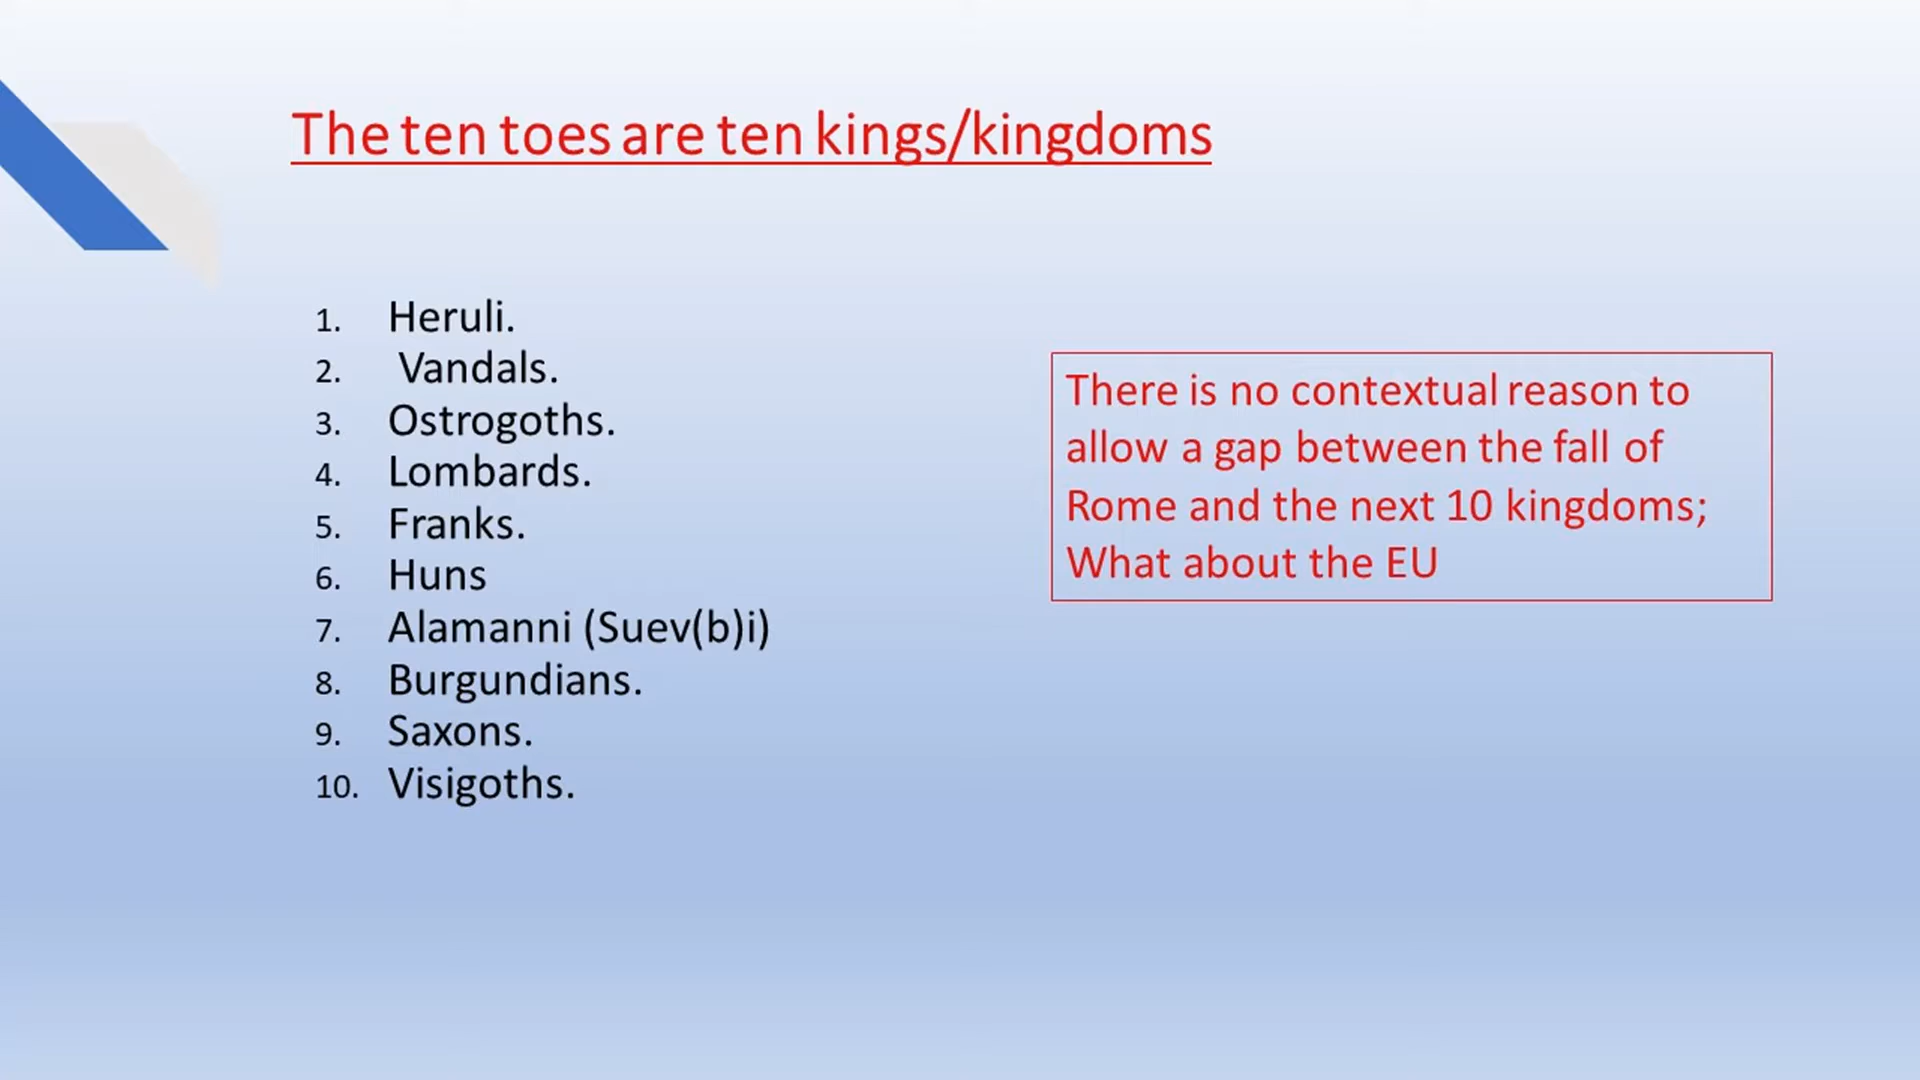 The ten toes are ten kings/kingdoms
1. Heruli.
2. Vandals.
3. Ostrogoths.
4. Lombards.
5. Franks.
6. Huns
7. Alamanni (Suev(b)i)
8. Burgundians.
9. Saxons.
10. Visigoths.
There is no contextual reason to
allow a gap between the fall of
Rome and the next 10 kingdoms;
What about the EU